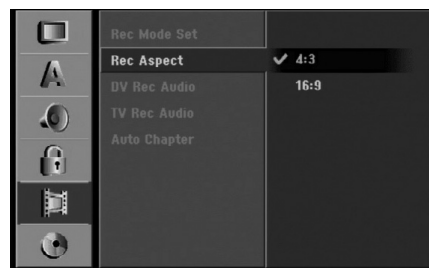 Rec Mode Set
Rec Aspect
✔ 4:3
DV Rec Audio
16:9
TV Rec Audio
Auto Chapter
A